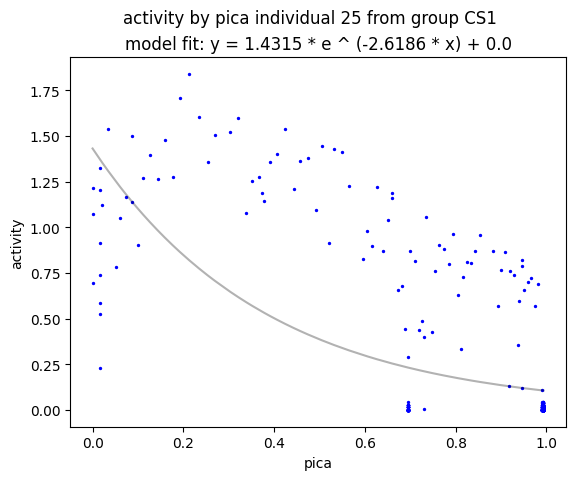 activity by pica individual 25 from group CS1
model fit: y = 1.4315 * e ^ (-2.6186 * x) + 0.0
1.75
1.50
1.25
1.00
0.75
0.50
0.25
0.00
activity
0.0 0.2 0.4 0.6 0.8 1.0
pica